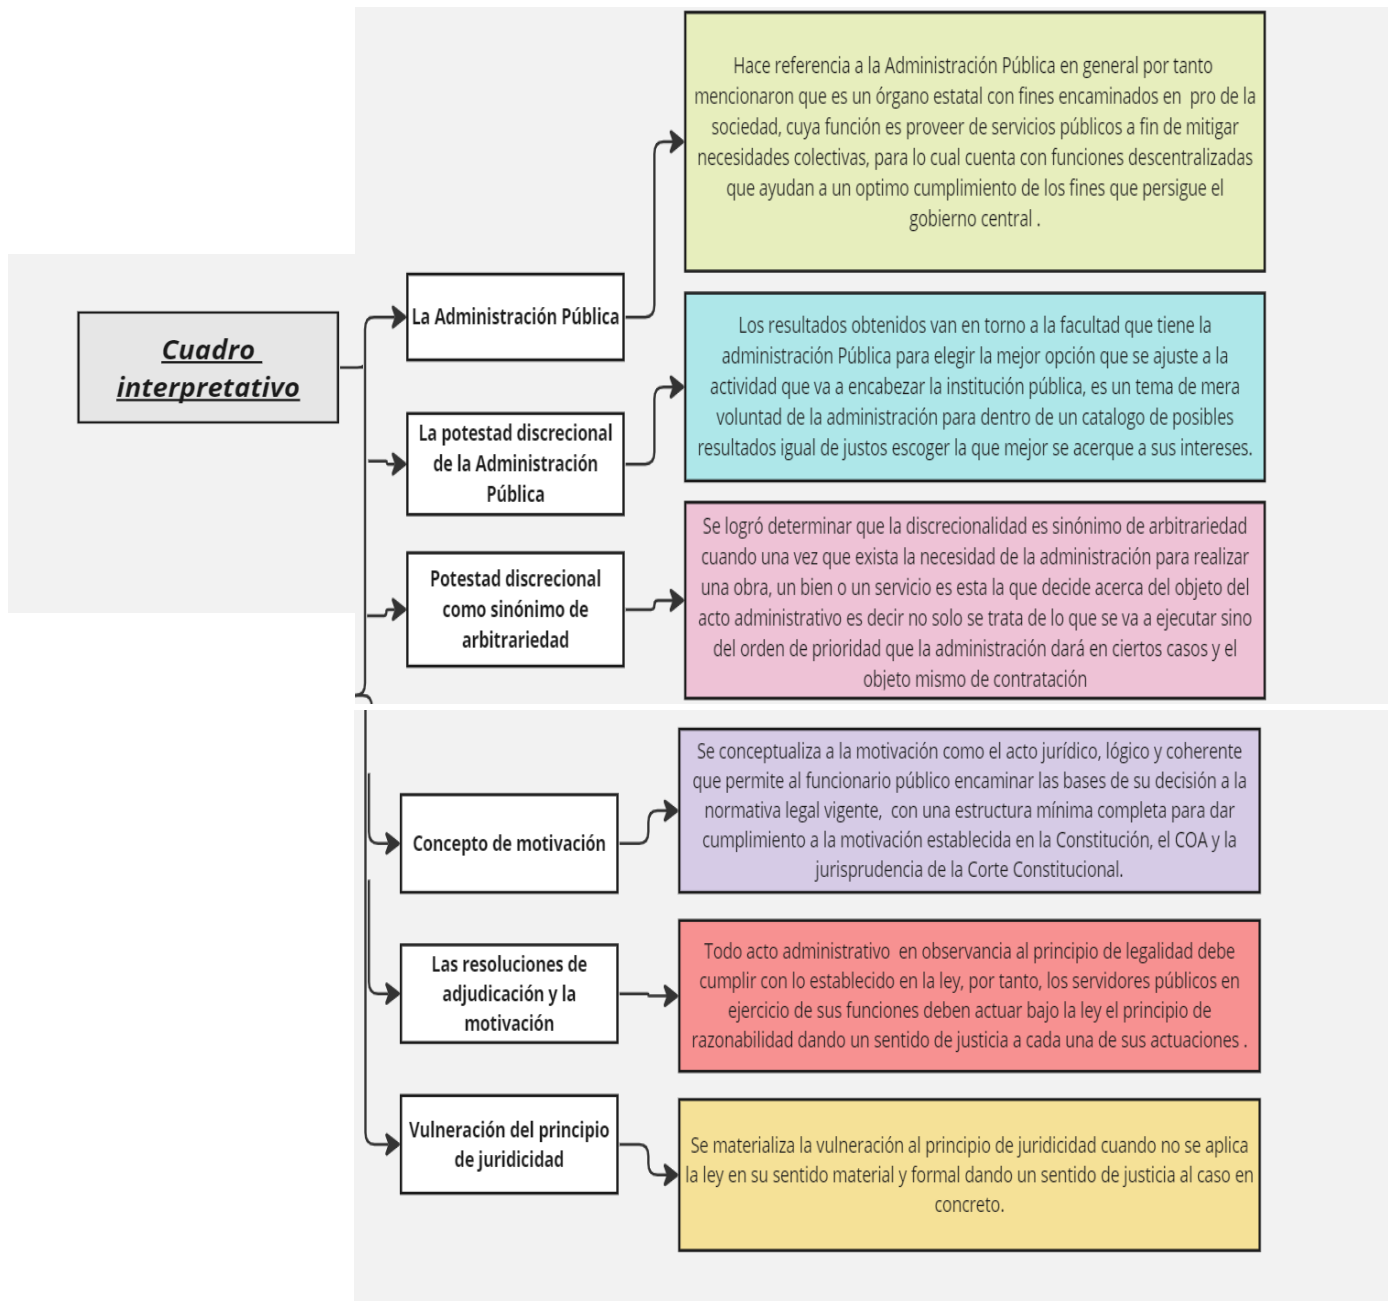 Cuadro
interpretativo
La Administración Pública
Hace referencia a la Administración Pública en general por tanto
mencionaron que es un órgano estatal con fines encaminados en  pro de la
sociedad, cuya función es proveer de servicios públicos a fin de mitigar
necesidades colectivas, para lo cual cuenta con funciones descentralizadas
que ayudan a un optimo cumplimiento de los fines que persigue el
gobierno central .
La potestad discrecional
de la Administración
Pública
Los resultados obtenidos van en torno a la facultad que tiene la
administración Pública para elegir la mejor opción que se ajuste a la
actividad que va a encabezar la institución pública, es un tema de mera
voluntad de la administración para dentro de un catalogo de posibles
resultados igual de justos escoger la que mejor se acerque a sus intereses.
Potestad discrecional
como sinónimo de
arbitrariedad
Se logró determinar que la discrecionalidad es sinónimo de arbitrariedad
cuando una vez que exista la necesidad de la administración para realizar
una obra, un bien o un servicio es esta la que decide acerca del objeto del
acto administrativo es decir no solo se trata de lo que se va a ejecutar sino
del orden de prioridad que la administración dará en ciertos casos y el
objeto mismo de contratación
Concepto de motivación
Se conceptualiza a la motivación como el acto jurídico, lógico y coherente
que permite al funcionario público encaminar las bases de su decisión a la
normativa legal vigente,  con una estructura mínima completa para dar
cumplimiento a la motivación establecida en la Constitución, el COA y la
jurisprudencia de la Corte Constitucional.
Las resoluciones de
adjudicación y la
motivación
Todo acto administrativo  en observancia al principio de legalidad debe
cumplir con lo establecido en la ley, por tanto, los servidores públicos en
ejercicio de sus funciones deben actuar bajo la ley el principio de
razonabilidad dando un sentido de justicia a cada una de sus actuaciones .
Vulneración del principio
de juridicidad
Se materializa la vulneración al principio de juridicidad cuando no se aplica
la ley en su sentido material y formal dando un sentido de justicia al caso en
concreto.